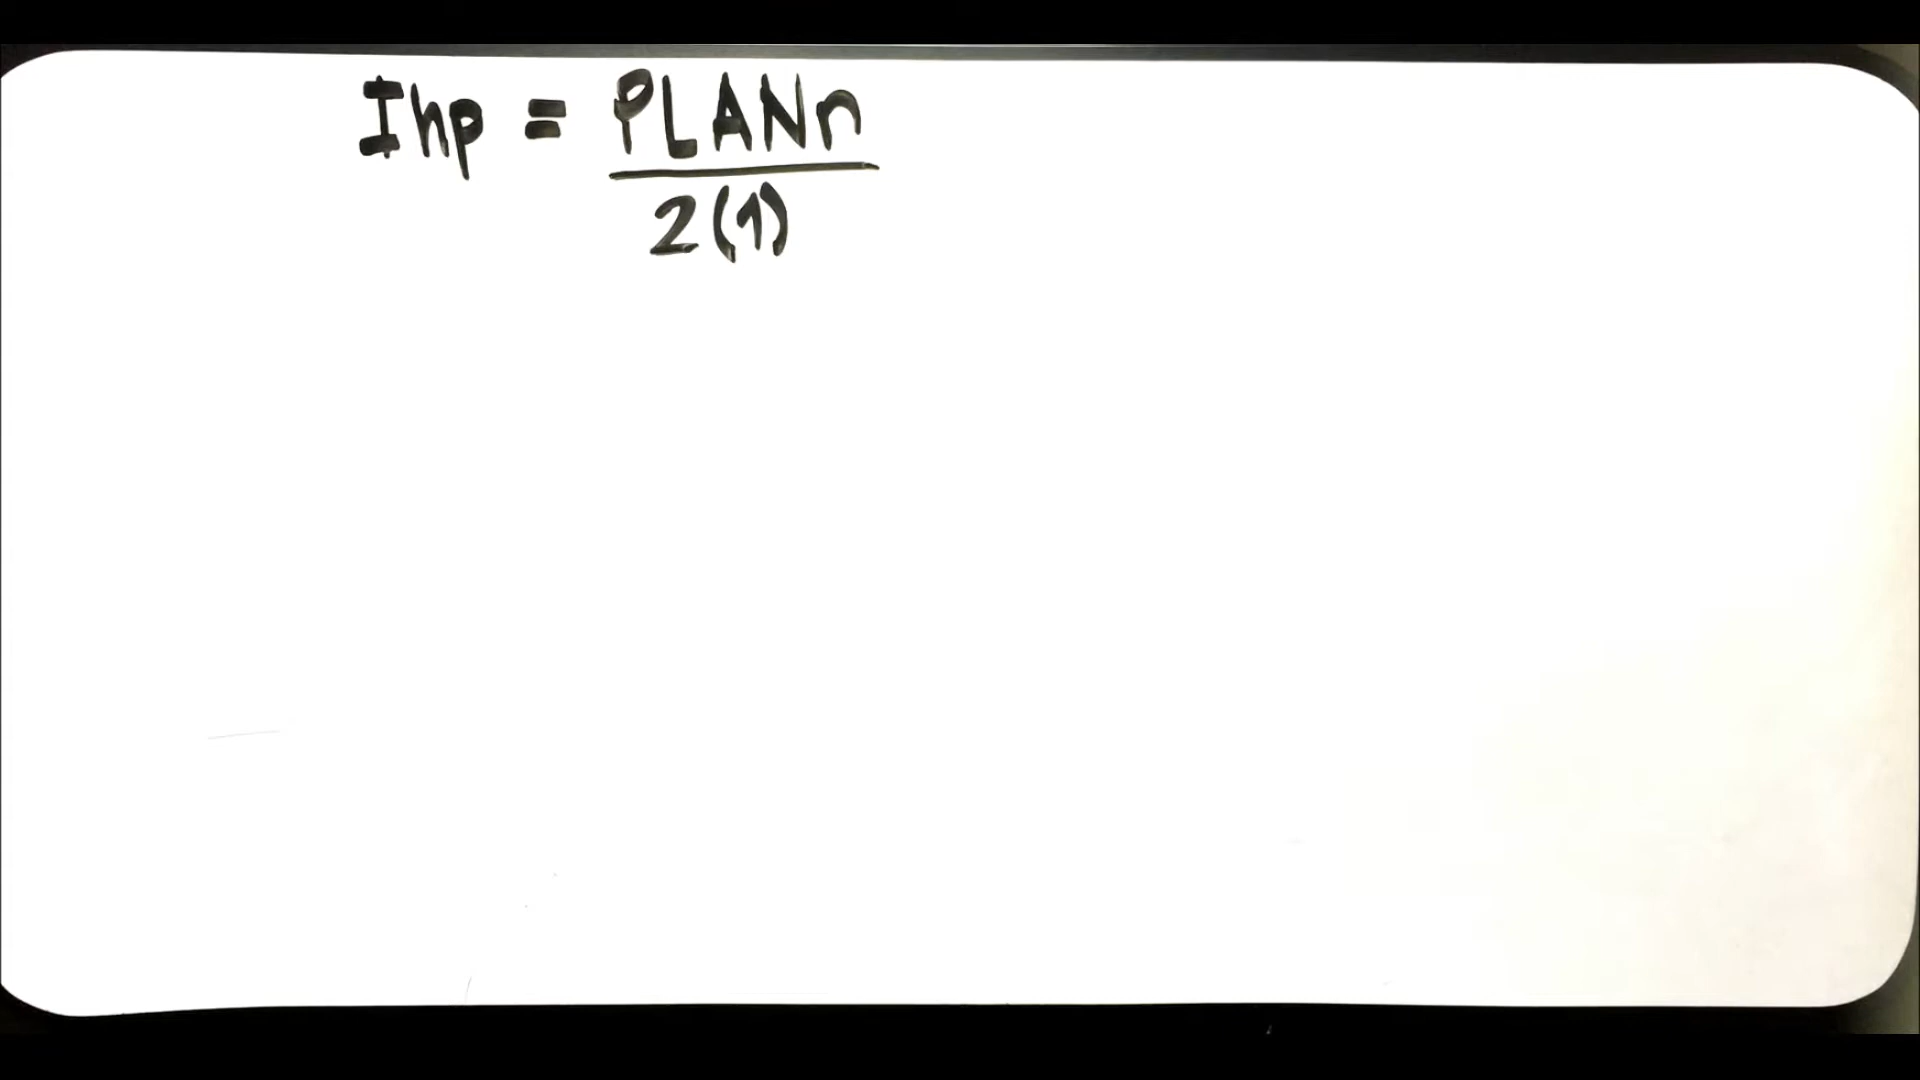 Ihp = PLANn
2(1)